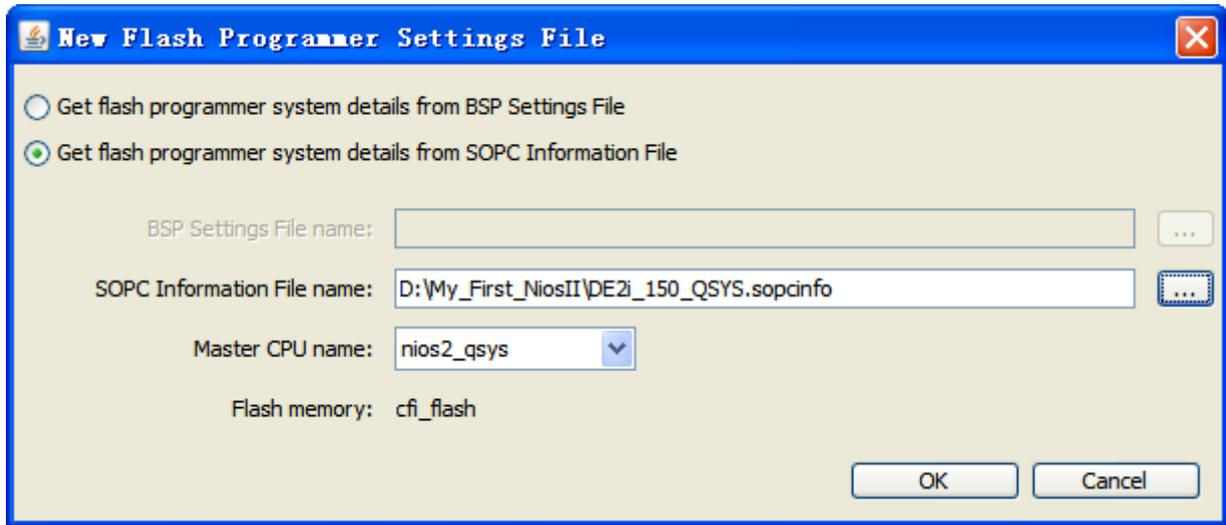 New Flash Programmer Settings File
Get flash programmer system details from BSP Settings File
Get flash programmer system details from SOPC Information File
BSP Settings File name:
...
SOPC Information File name: D:\My_First_NiosII\DE2i_150_QSYS.sopcinfo
...
Master CPU name: nios2_qsys
Flash memory: cfi_flash
OK Cancel